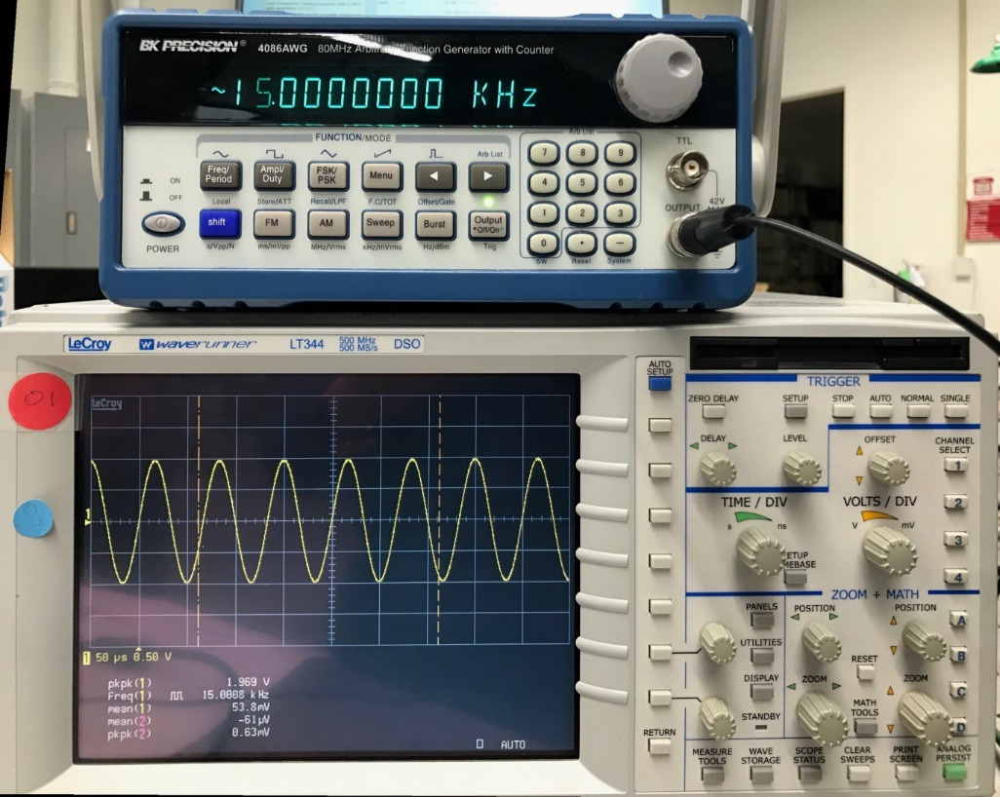 BK PRECISION® 4086AWG 80MHz Arbitrary Function Generator with Counter
~15.0000000 KHz
FUNCTION/MODE
Arb List
Arb List
Freq/Period Ampl/Duty FSK/PSK Menu
7 8 9
TTL
ON
OFF
Local Store/ATT Recall/LPF F.C/TOT Offset/Gate
4 5 6
42V
OUTPUT
shift FM AM Sweep Burst Output Off/On
1 2 3
POWER
s/Vpp/N ms/mVpp MHz/Vrms kHz/mVrms Hz/dBm Trig
0 • –
SW Reset System
LeCroy waverunner LT344 500 MHz 500 MS/s DSO
01
LeCroy
1
1 50 µs 0.50 V
pkpk(1) 1.969 V
freq(1) 15.0008 kHz
mean(1) 53.8mV
mean(2) -61µV
pkpk(2) 0.63mV
AUTO
AUTO SETUP
TRIGGER
ZERO DELAY SETUP STOP AUTO NORMAL SINGLE
DELAY LEVEL OFFSET CHANNEL SELECT
1
TIME / DIV VOLTS / DIV
2
s ns V mV
3
SETUP TIMEBASE
4
ZOOM + MATH
PANELS POSITION POSITION
A
UTILITIES
B
RESET
DISPLAY ZOOM ZOOM
C
MATH TOOLS
STANDBY
D
RETURN
MEASURE TOOLS WAVE STORAGE SCOPE STATUS CLEAR SWEEPS PRINT SCREEN ANALOG PERSIST